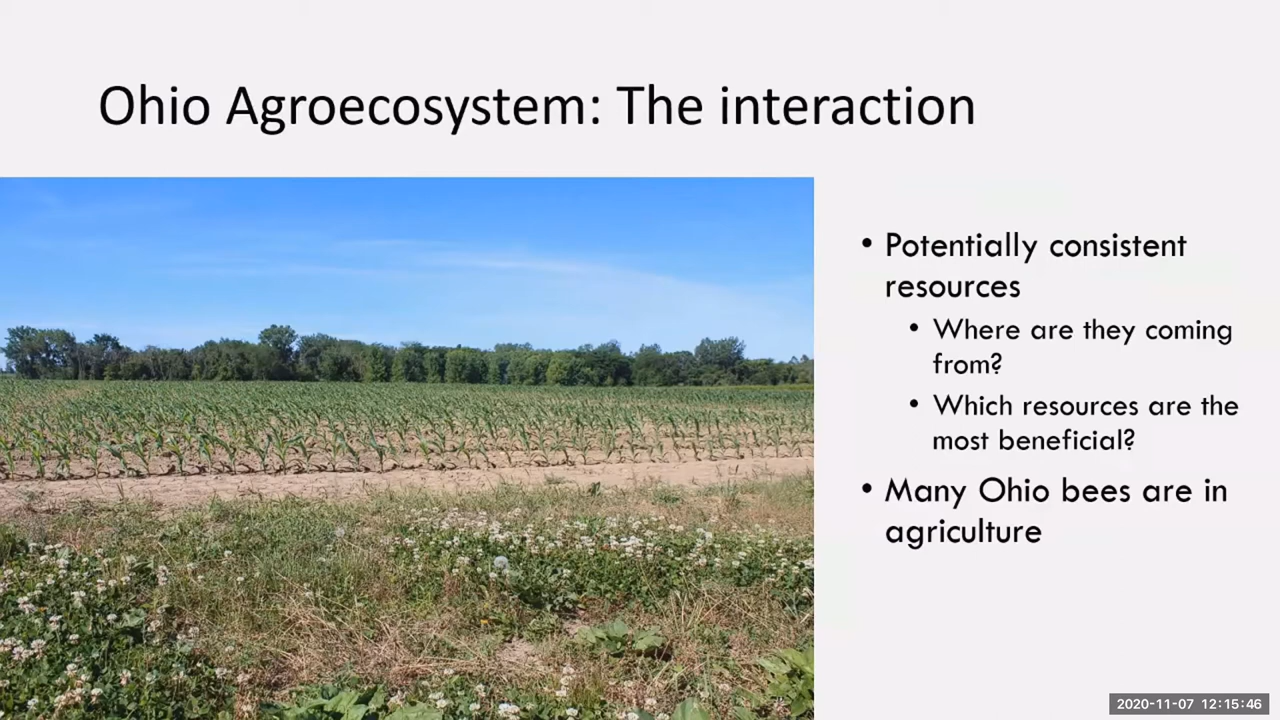 Ohio Agroecosystem: The interaction
• Potentially consistent
resources
• Where are they coming
from?
• Which resources are the
most beneficial?
• Many Ohio bees are in
agriculture
2020-11-07 12:15:46